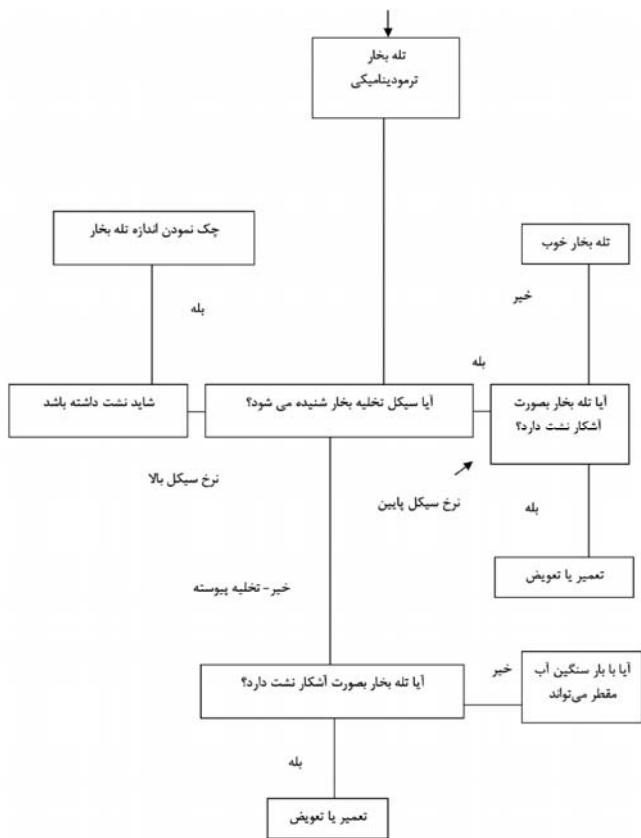 تله بخار
ترمودینامیکی
چک نمودن اندازه تله بخار
تله بخار خوب
بله
خیر
بله
شاید نشت داشته باشد
آیا سیکل تخلیه بخار شنیده می شود؟
آیا تله بخار بصورت
آشکار نشت دارد؟
نرخ سیکل بالا
نرخ سیکل پایین
بله
تعمیر یا تعویض
خیر - تخلیه پیوسته
آیا تله بخار بصورت آشکار نشت دارد؟
خیر
آیا با بار سنگین آب
مقطر می‌تواند
بله
تعمیر یا تعویض